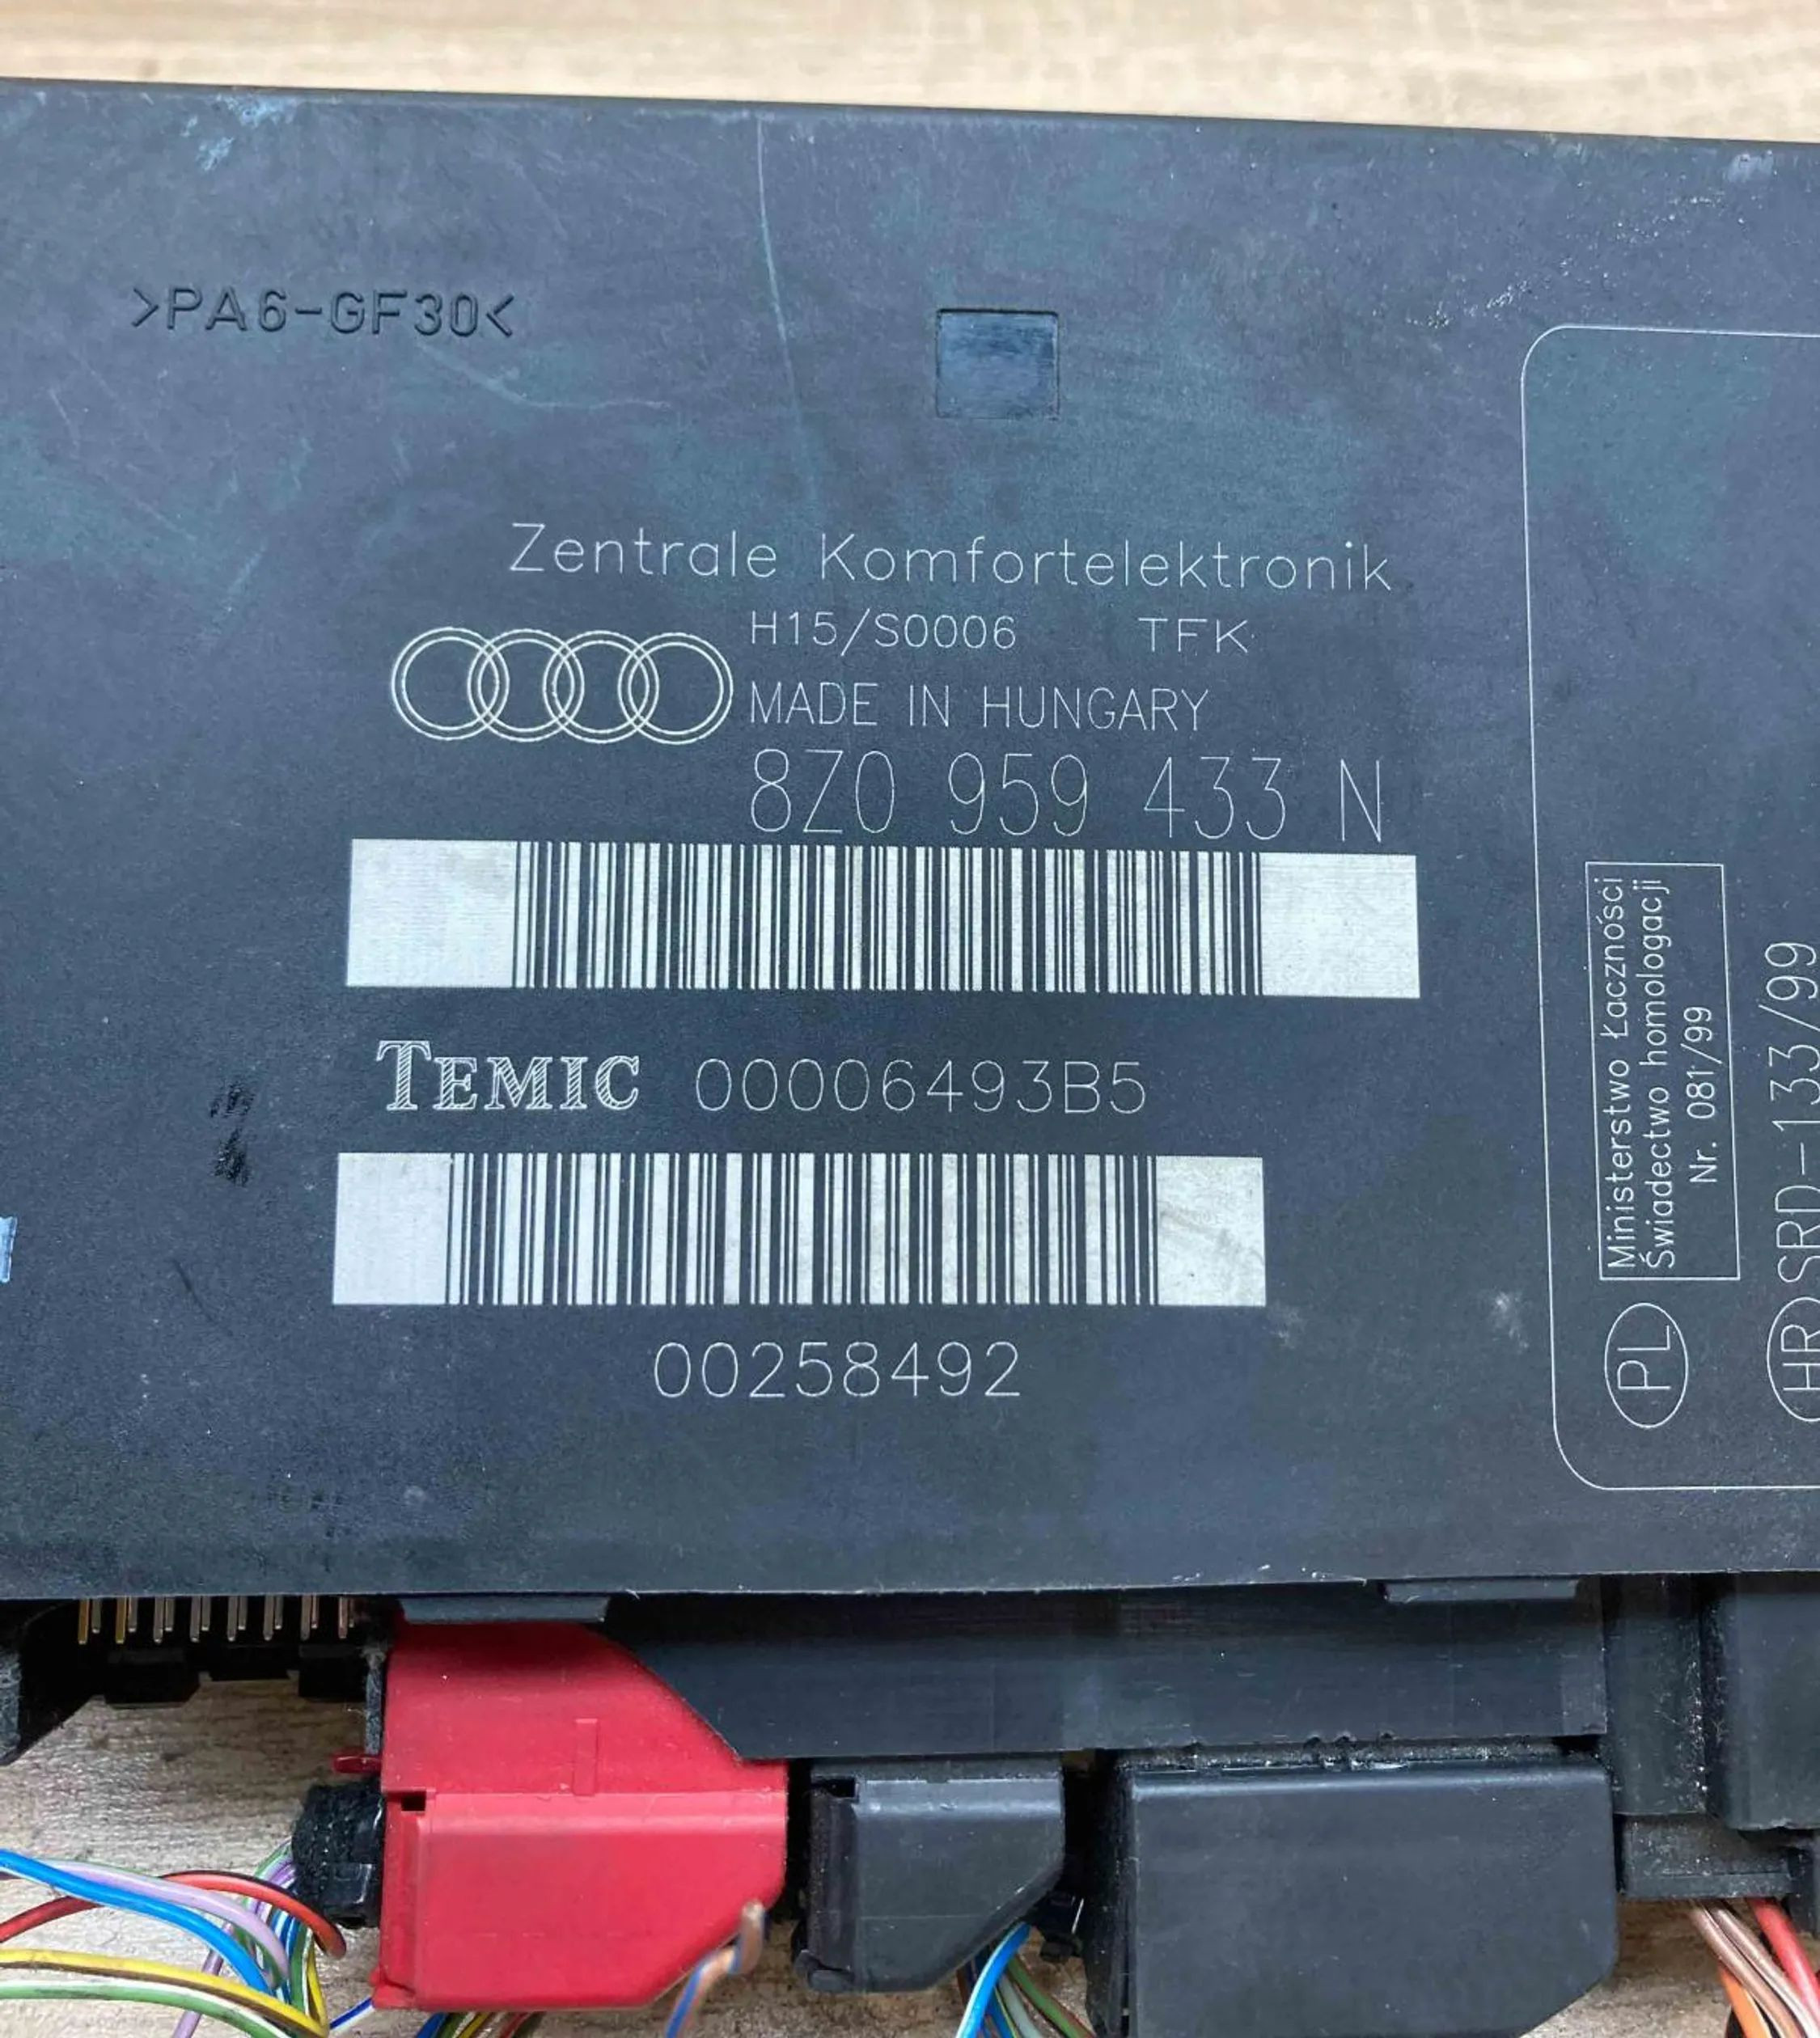 >PA6-GF30<
Zentrale Komfortelektronik
H15/S0006 TFK
MADE IN HUNGARY
8Z0 959 433 N
TEMIC 00006493B5
00258492
PL
Ministerstwo Łaczności
Świadectwo homologacji
Nr. 081/99
HR SRD-133/99